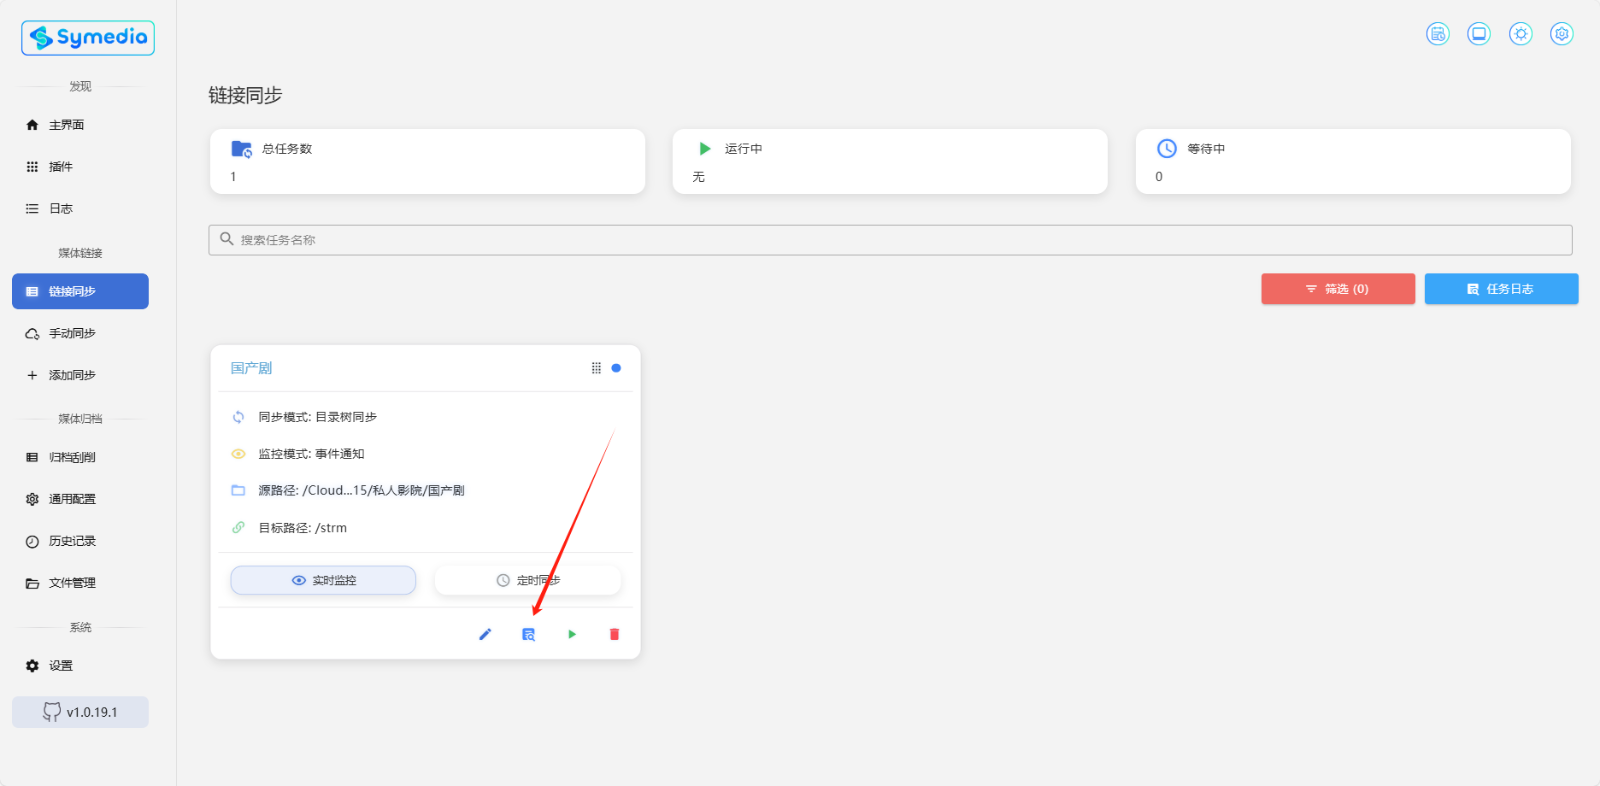 Symedia
发现
主界面
插件
日志
媒体链接
链接同步
手动同步
添加同步
媒体归档
归档刮削
通用配置
历史记录
文件管理
系统
设置
v1.0.19.1
链接同步
总任务数
1
运行中
无
等待中
0
搜索任务名称
筛选 (0)
任务日志
国产剧
同步模式: 目录树同步
监控模式: 事件通知
源路径: /Cloud...15/私人影院/国产剧
目标路径: /strm
实时监控
定时同步